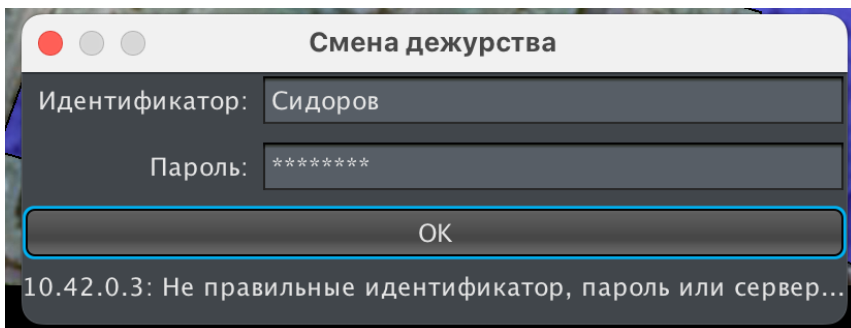 Смена дежурства
Идентификатор: Сидоров
Пароль: ********
OK
10.42.0.3: Не правильные идентификатор, пароль или сервер...